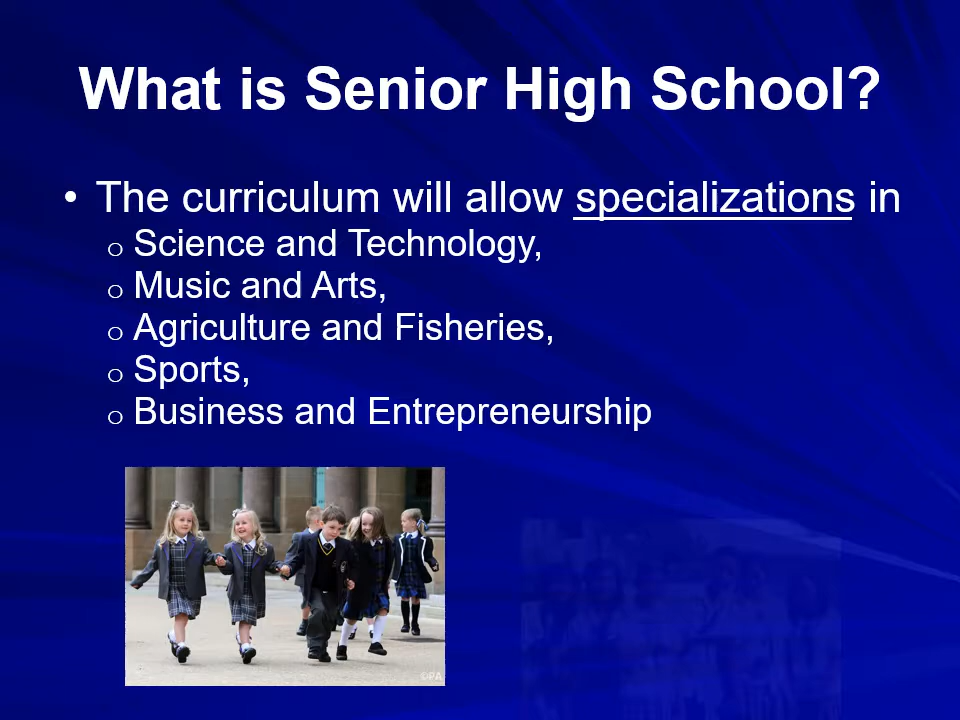 What is Senior High School?
• The curriculum will allow specializations in
o Science and Technology,
o Music and Arts,
o Agriculture and Fisheries,
o Sports,
o Business and Entrepreneurship
©PA